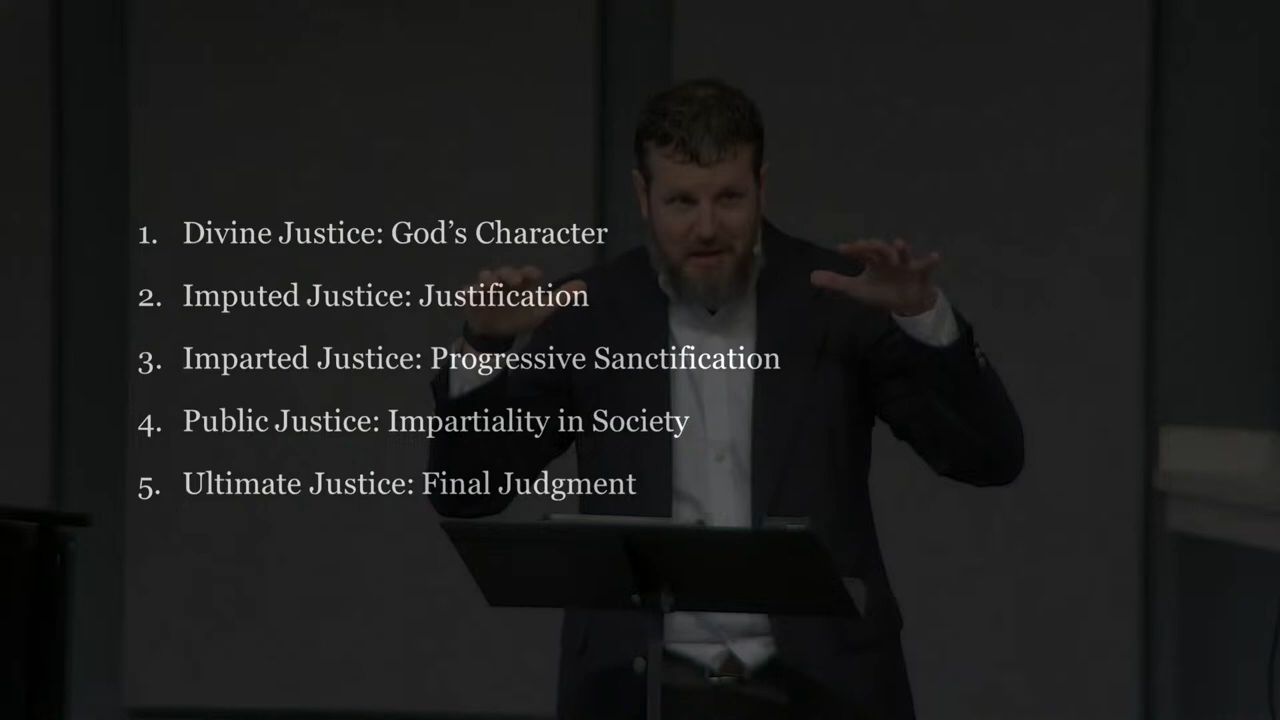 1. Divine Justice: God’s Character
2. Imputed Justice: Justification
3. Imparted Justice: Progressive Sanctification
4. Public Justice: Impartiality in Society
5. Ultimate Justice: Final Judgment